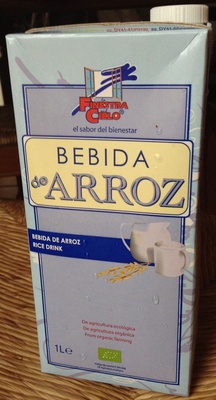 FINESTRA
CIELO
el sabor del bienestar
BEBIDA
de ARROZ
BEBIDA DE ARROZ
RICE DRINK
De agricultura ecológica
De agricultura orgánica
From organic farming
1L e